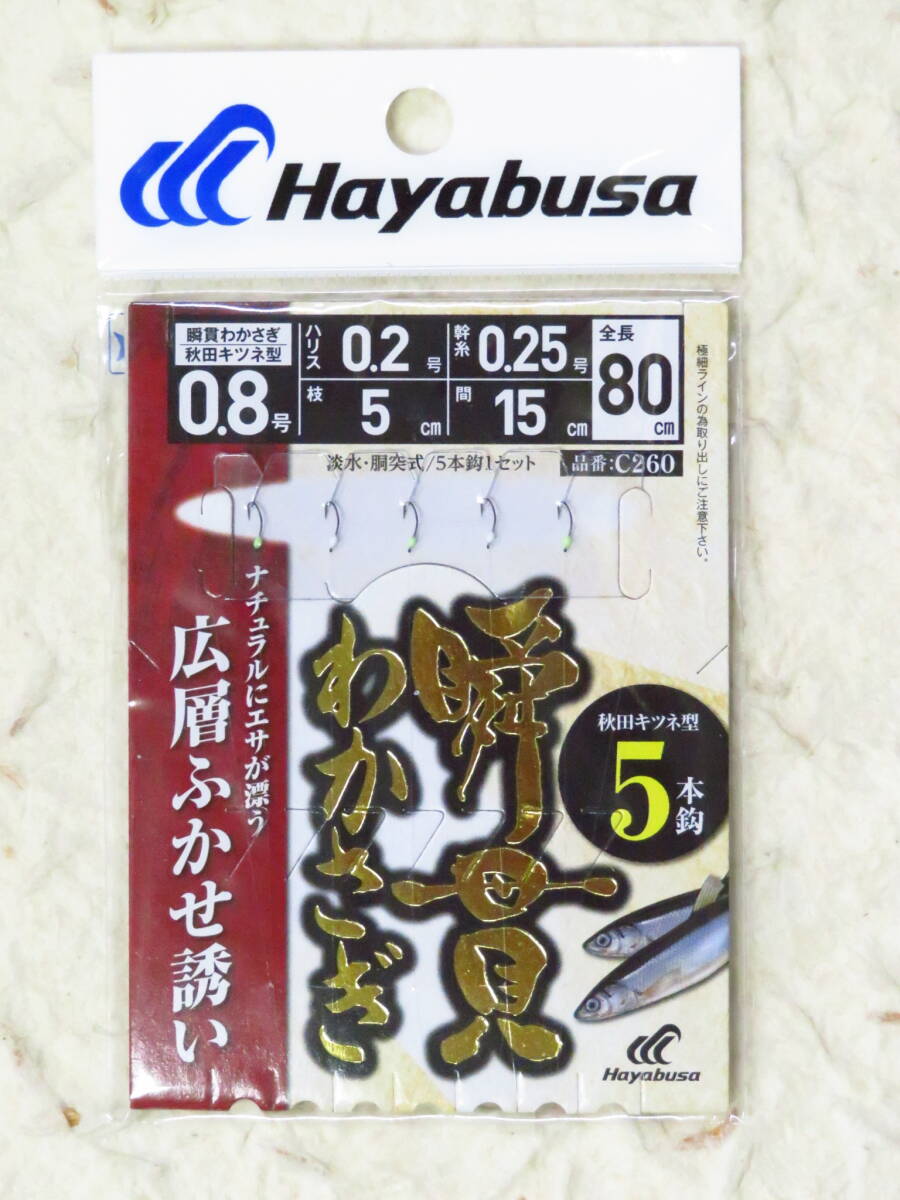 Hayabusa
瞬貫わかさぎ
秋田キツネ型
0.8号
ハリス 0.2号
幹糸 0.25号
全長 80cm
枝 5cm
間 15cm
淡水・胴突式/5本鈎1セット
品番:C260
極細ラインの為取り出しにご注意下さい。
ナチュラルにエサが漂う
広層ふかせ誘い
瞬貫
わかさぎ
秋田キツネ型
5本鈎
Hayabusa